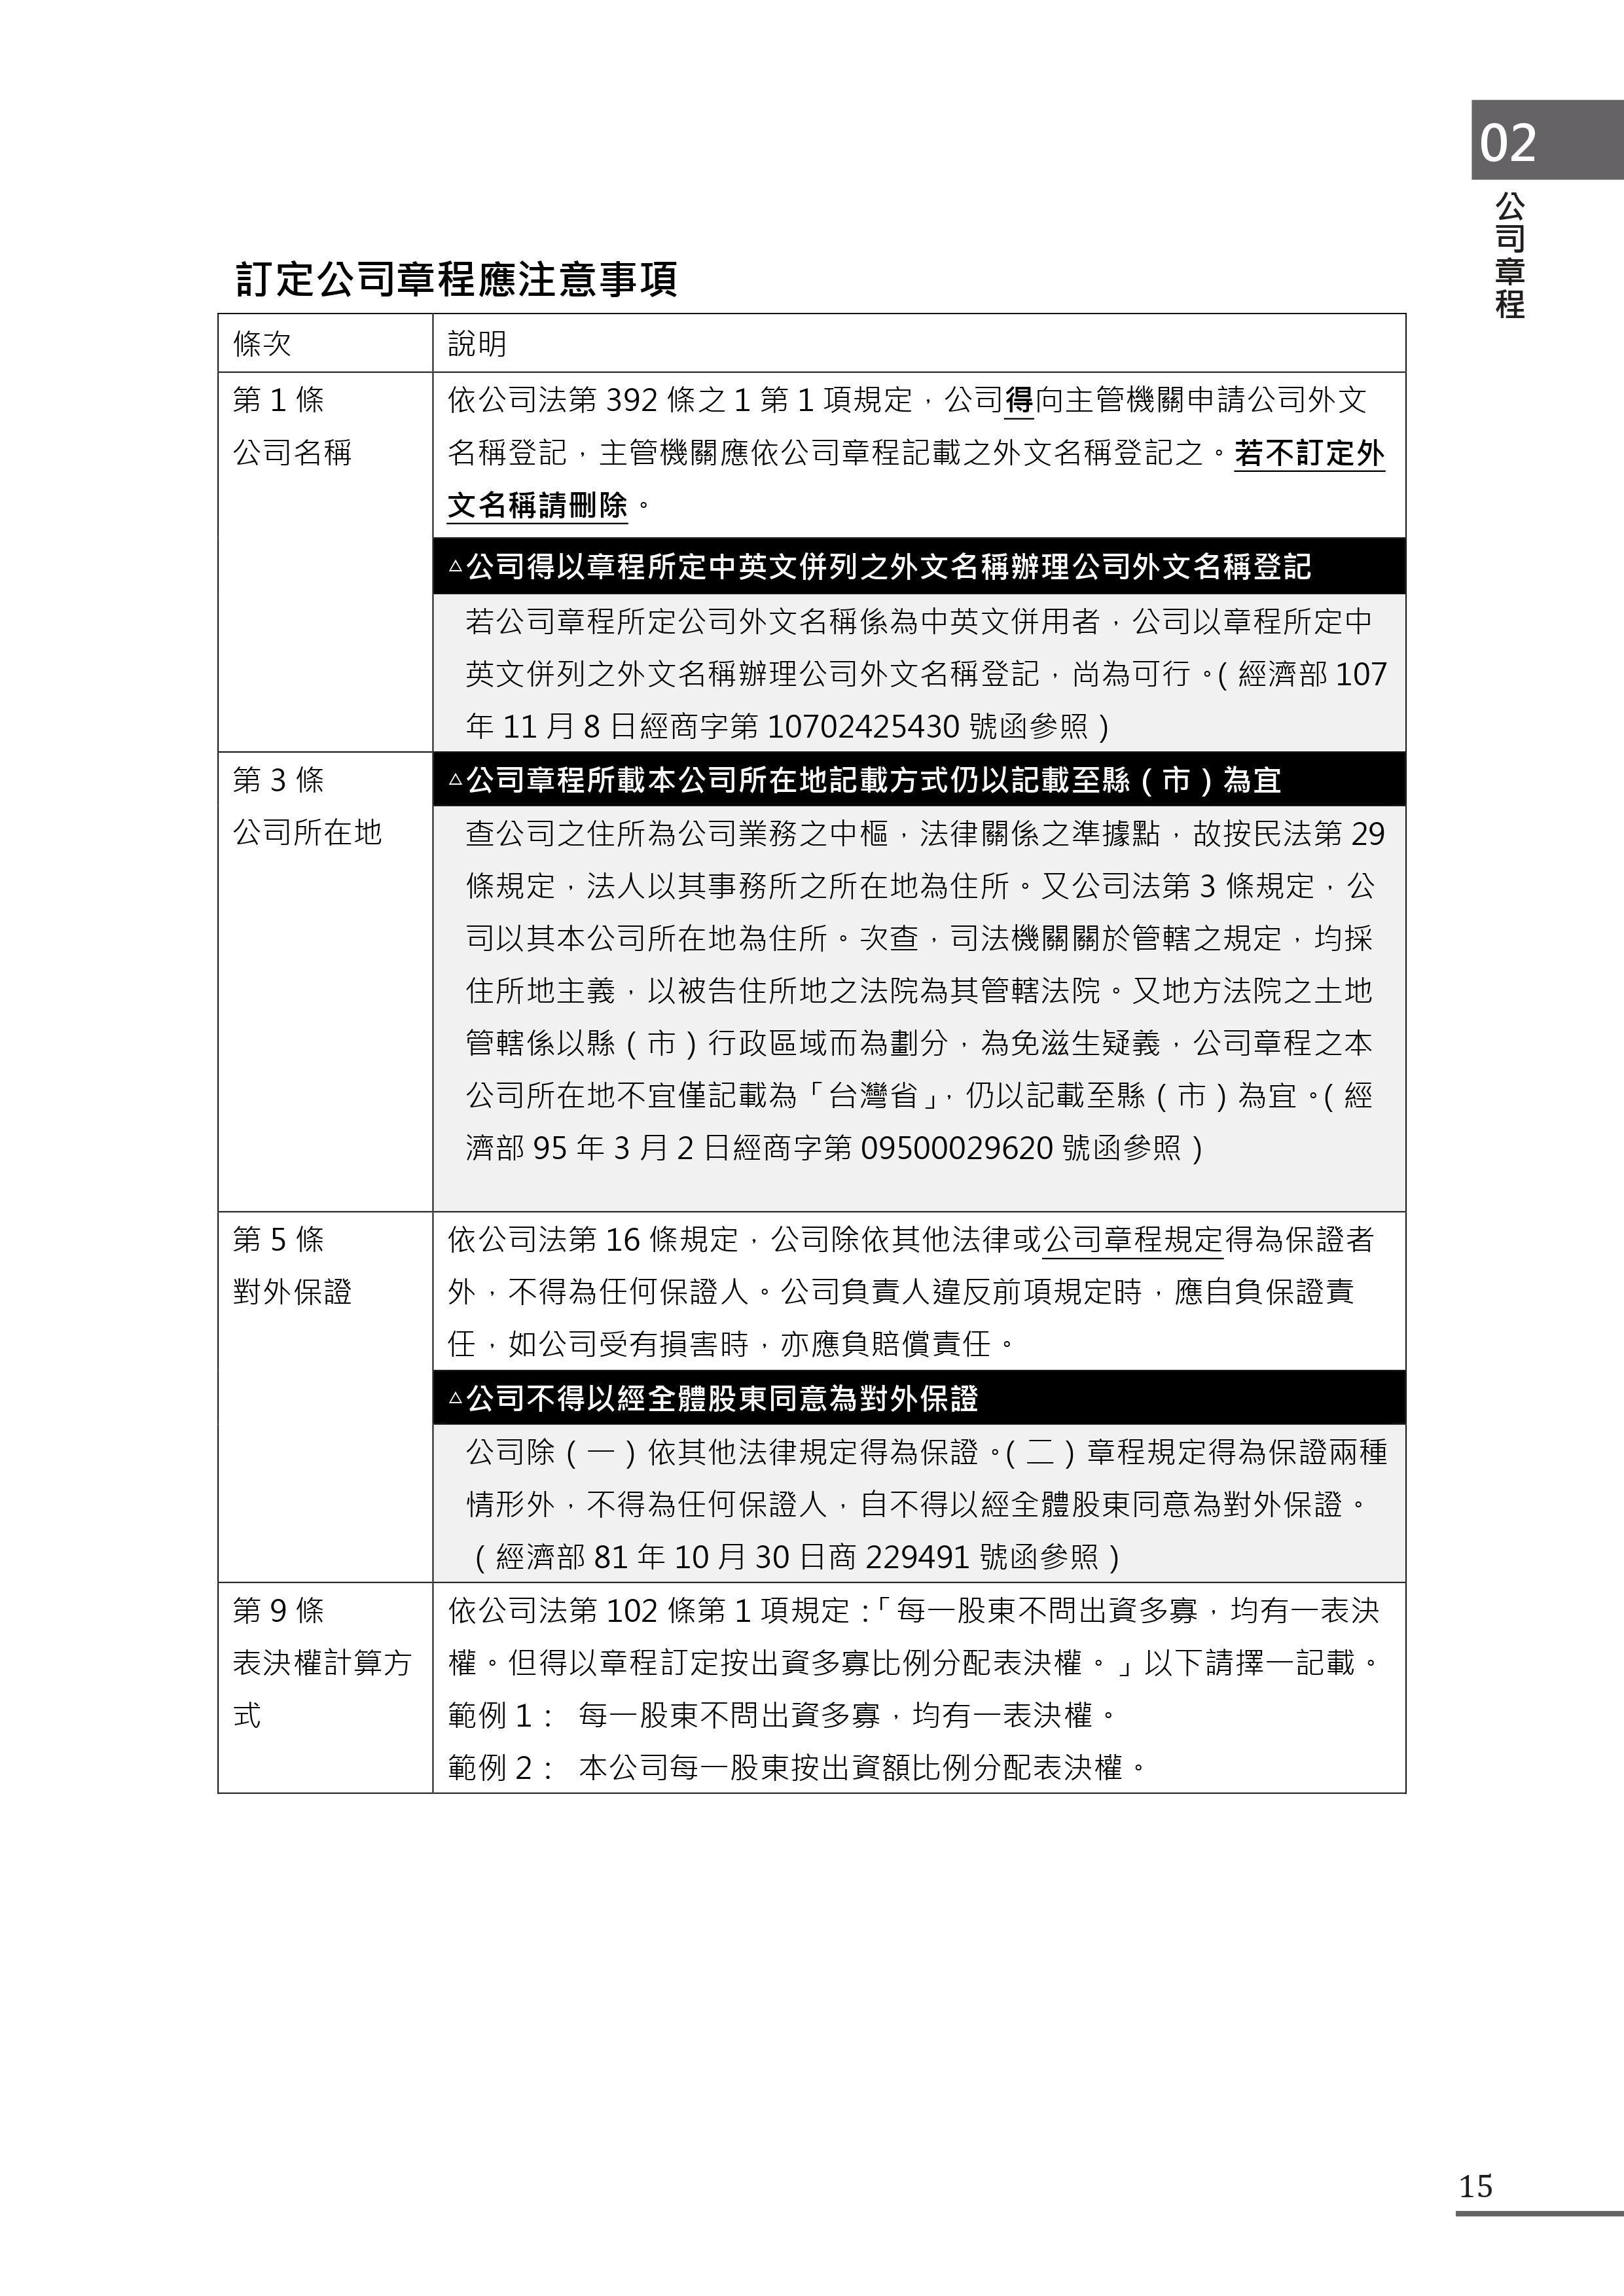 02
公司章程
訂定公司章程應注意事項
條次
說明
第 1 條
公司名稱
依公司法第 392 條之 1 第 1 項規定，公司得向主管機關申請公司外文
名稱登記，主管機關應依公司章程記載之外文名稱登記之。若不訂定外
文名稱請刪除。
△公司得以章程所定中英文併列之外文名稱辦理公司外文名稱登記
若公司章程所定公司外文名稱係為中英文併用者，公司以章程所定中
英文併列之外文名稱辦理公司外文名稱登記，尚為可行。（經濟部 107
年 11 月 8 日經商字第 10702425430 號函參照）
第 3 條
公司所在地
△公司章程所載本公司所在地記載方式仍以記載至縣（市）為宜
查公司之住所為公司業務之中樞，法律關係之準據點，故按民法第 29
條規定，法人以其事務所之所在地為住所。又公司法第 3 條規定，公
司以其本公司所在地為住所。次查，司法機關關於管轄之規定，均採
住所地主義，以被告住所地之法院為其管轄法院。又地方法院之土地
管轄係以縣（市）行政區域而為劃分，為免滋生疑義，公司章程之本
公司所在地不宜僅記載為「台灣省」，仍以記載至縣（市）為宜。（經
濟部 95 年 3 月 2 日經商字第 09500029620 號函參照）
第 5 條
對外保證
依公司法第 16 條規定，公司除依其他法律或公司章程規定得為保證者
外，不得為任何保證人。公司負責人違反前項規定時，應自負保證責
任，如公司受有損害時，亦應負賠償責任。
△公司不得以經全體股東同意為對外保證
公司除（一）依其他法律規定得為保證。（二）章程規定得為保證兩種
情形外，不得為任何保證人，自不得以經全體股東同意為對外保證。
（經濟部 81 年 10 月 30 日商 229491 號函參照）
第 9 條
表決權計算方
式
依公司法第 102 條第 1 項規定：「每一股東不問出資多寡，均有一表決
權。但得以章程訂定按出資多寡比例分配表決權。」以下請擇一記載。
範例 1： 每一股東不問出資多寡，均有一表決權。
範例 2： 本公司每一股東按出資額比例分配表決權。
15